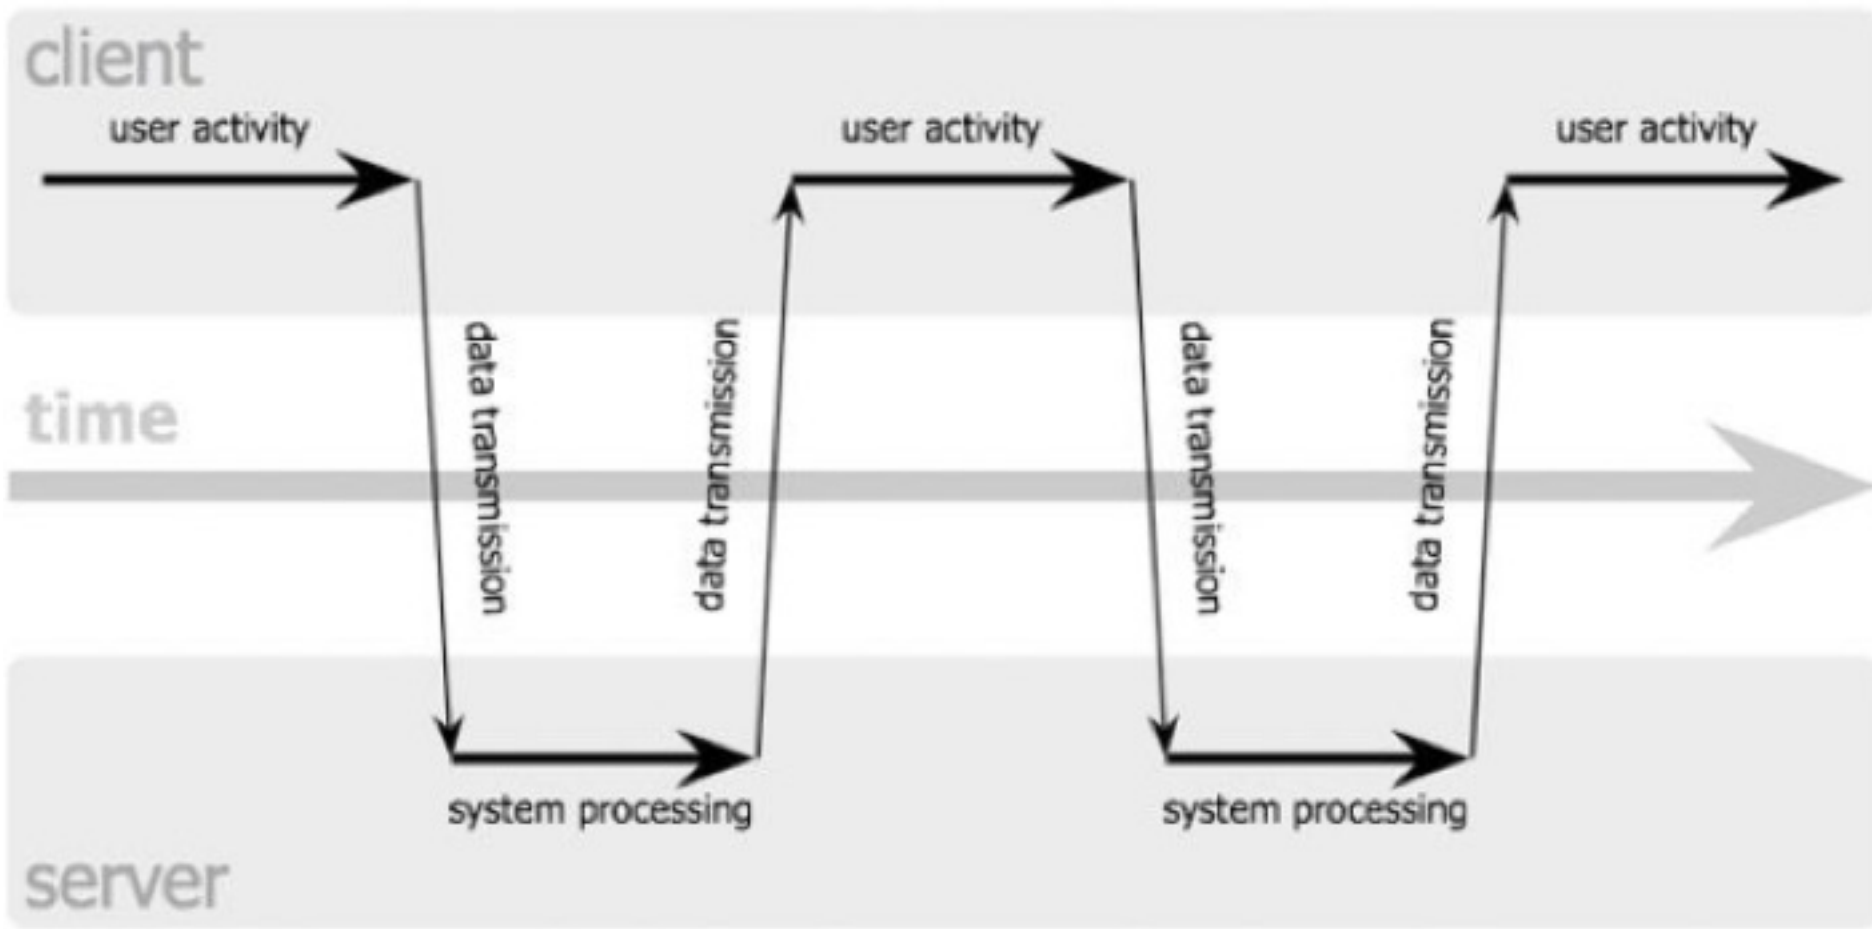 client
user activity
user activity
user activity
data transmission
data transmission
data transmission
data transmission
time
system processing
system processing
server